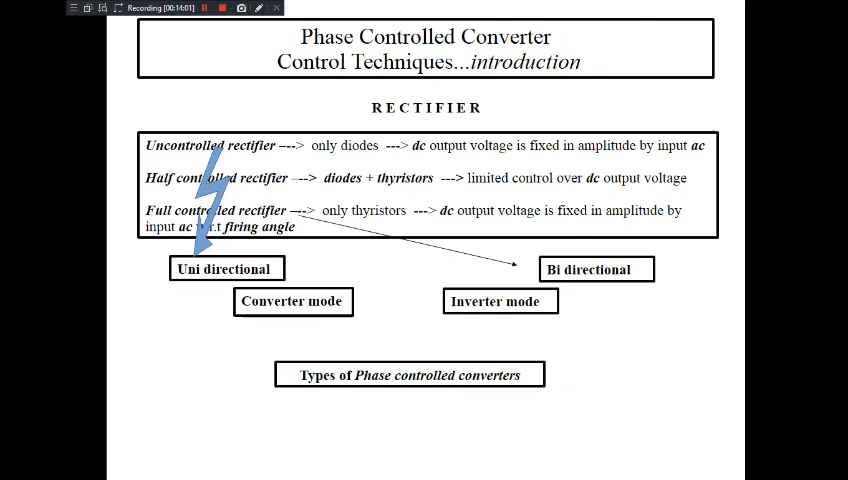 Recording [00:14:01]
Phase Controlled Converter
Control Techniques...introduction
RECTIFIER
Uncontrolled rectifier ---> only diodes ---> dc output voltage is fixed in amplitude by input ac
Half controlled rectifier ---> diodes + thyristors ---> limited control over dc output voltage
Full controlled rectifier ---> only thyristors ---> dc output voltage is fixed in amplitude by
input ac w.r.t firing angle
Uni directional
Bi directional
Converter mode
Inverter mode
Types of Phase controlled converters